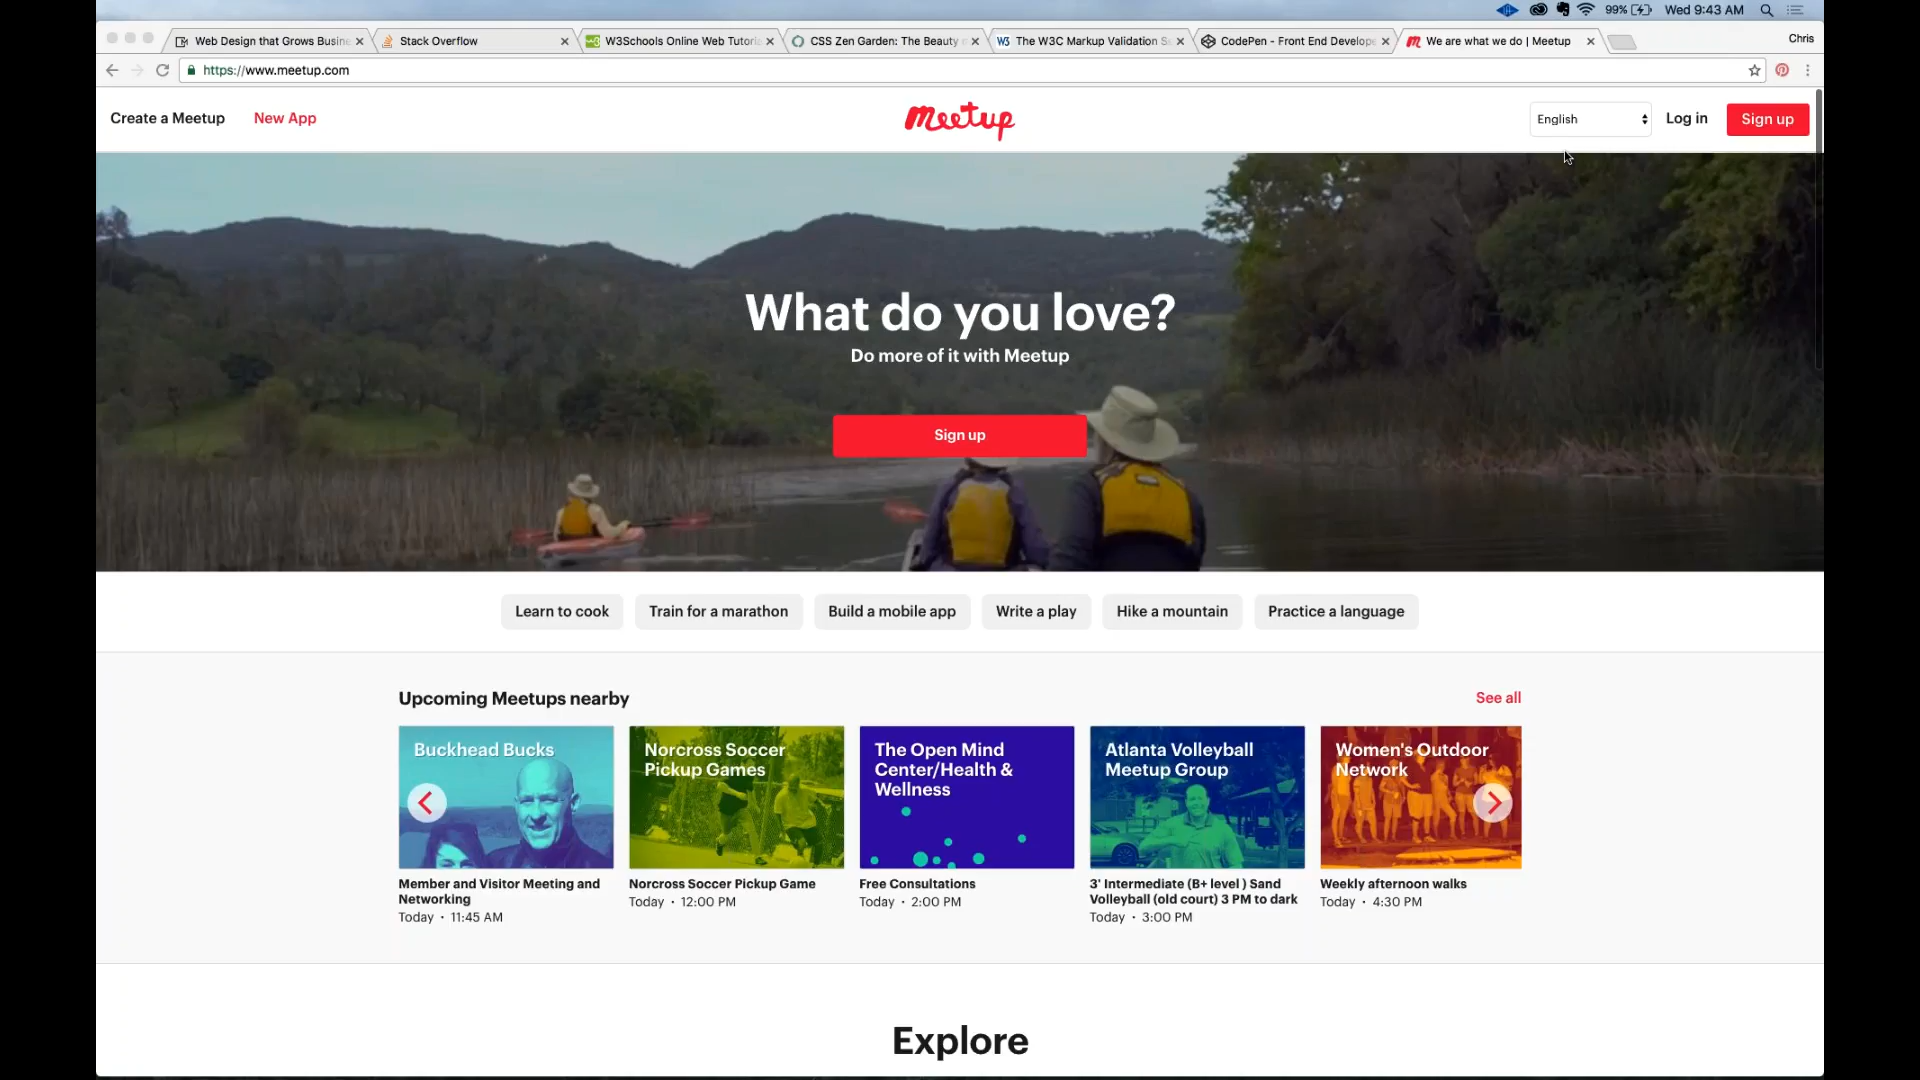 99%
Wed 9:43 AM
Web Design that Grows Busine
Stack Overflow
W3Schools Online Web Tutoria
CSS Zen Garden: The Beauty o
The W3C Markup Validation Se
CodePen - Front End Develope
We are what we do | Meetup
Chris
https://www.meetup.com
Create a Meetup
New App
Meetup
English
Log in
Sign up
What do you love?
Do more of it with Meetup
Sign up
Learn to cook
Train for a marathon
Build a mobile app
Write a play
Hike a mountain
Practice a language
Upcoming Meetups nearby
See all
Buckhead Bucks
Member and Visitor Meeting and
Networking
Today • 11:45 AM
Norcross Soccer
Pickup Games
Norcross Soccer Pickup Game
Today • 12:00 PM
The Open Mind
Center/Health &
Wellness
Free Consultations
Today • 2:00 PM
Atlanta Volleyball
Meetup Group
3' Intermediate (B+ level ) Sand
Volleyball (old court) 3 PM to dark
Today • 3:00 PM
Women's Outdoor
Network
Weekly afternoon walks
Today • 4:30 PM
Explore